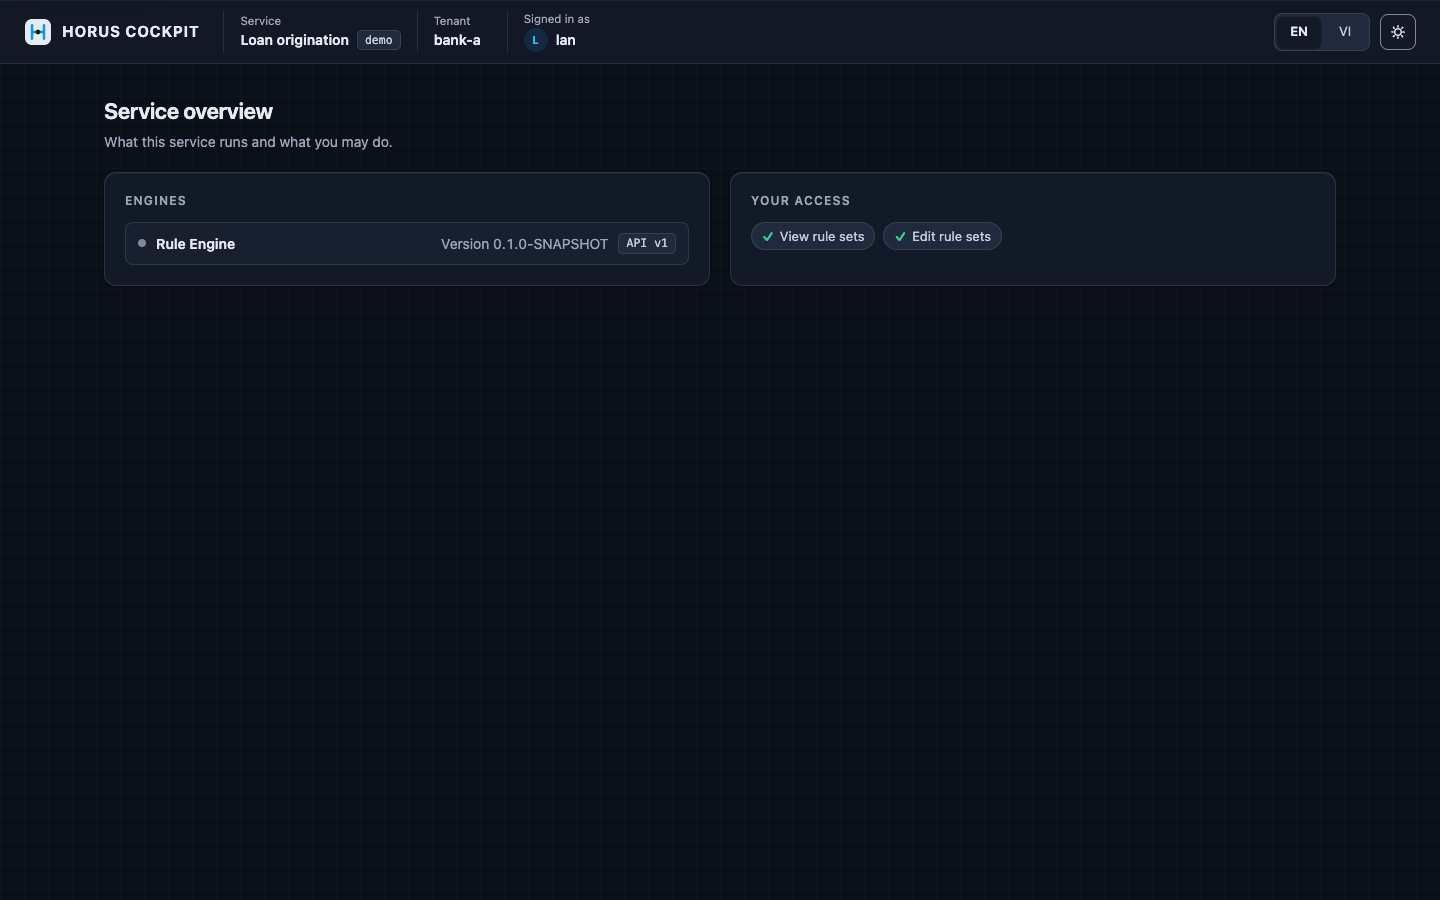 HORUS COCKPIT
Service
Loan origination demo
Tenant
bank-a
Signed in as
L lan
EN VI
Service overview
What this service runs and what you may do.
ENGINES
Rule Engine Version 0.1.0-SNAPSHOT API v1
YOUR ACCESS
View rule sets Edit rule sets